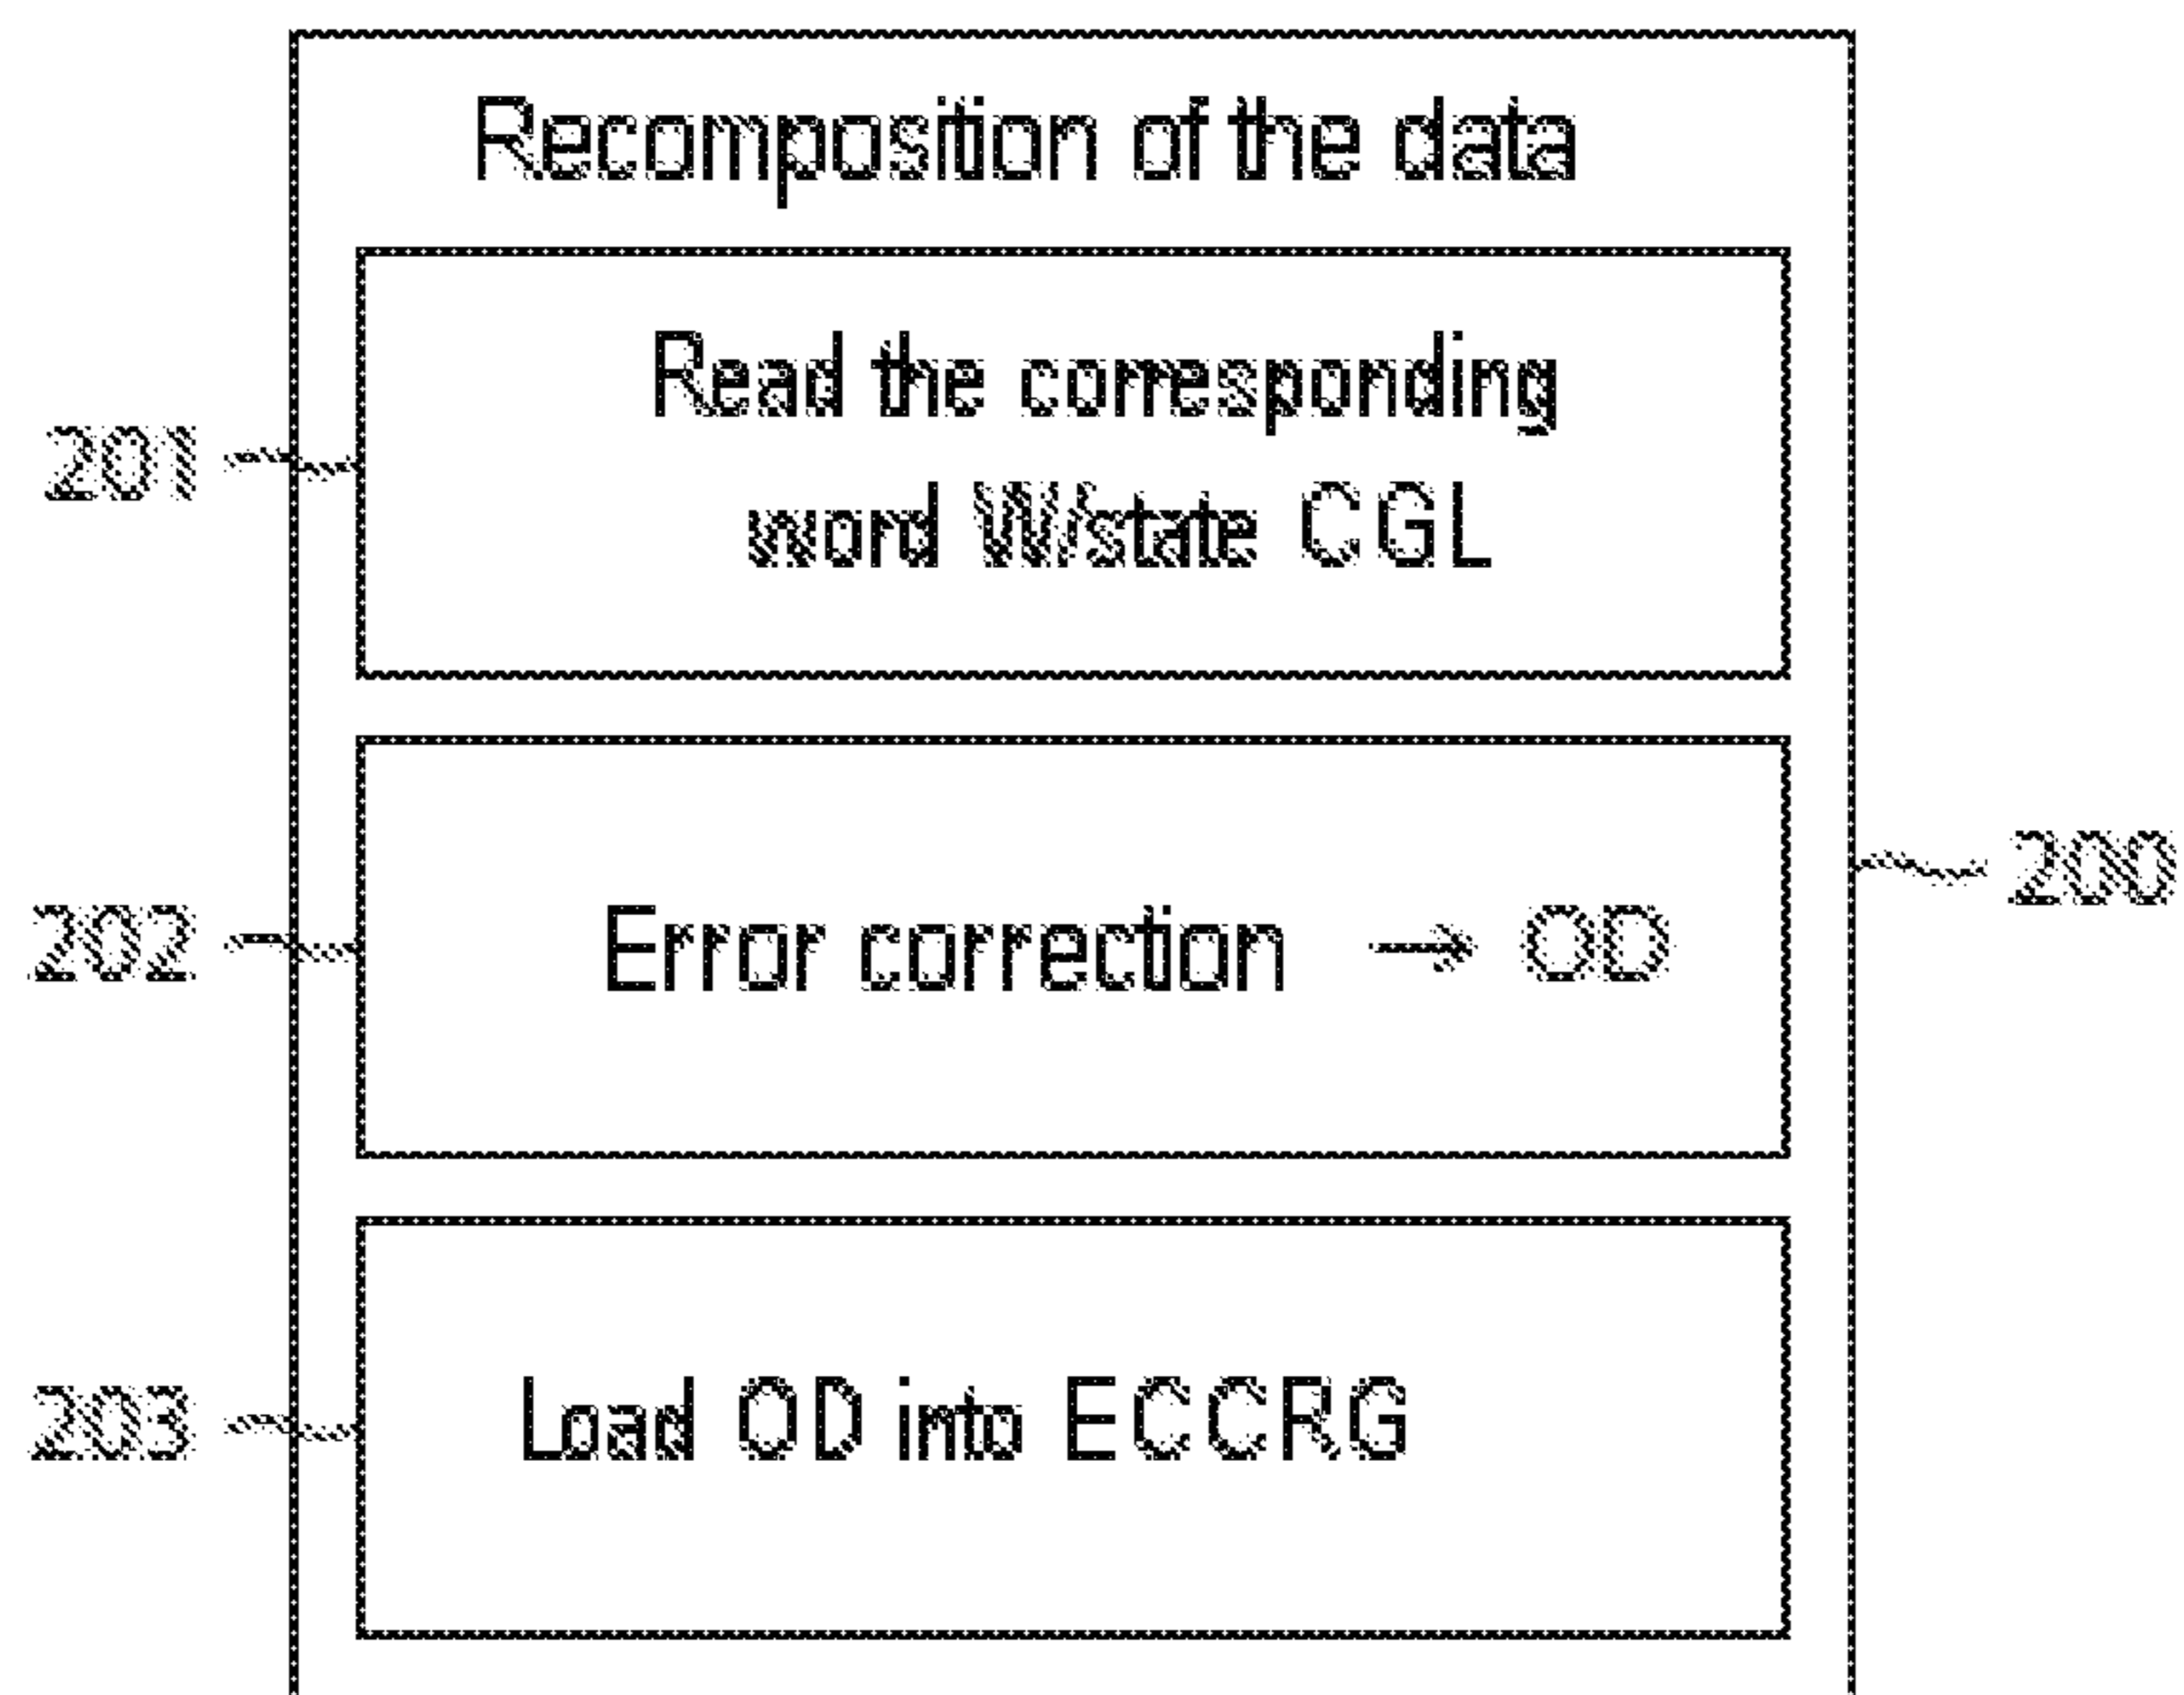 Recomposition of the data
Read the corresponding
201
word W/state CGL
200
202
Error correction → OD
203
Load OD into ECCRG